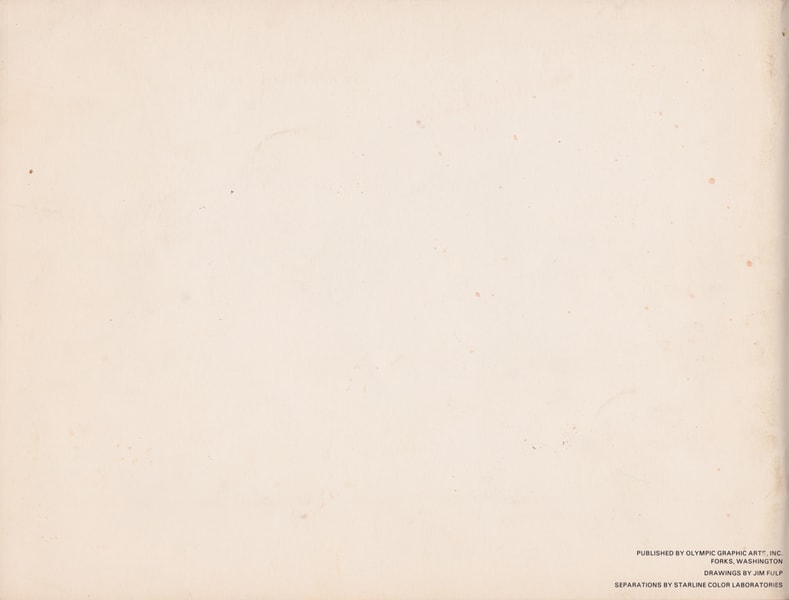 PUBLISHED BY OLYMPIC GRAPHIC ARTS, INC.
FORKS, WASHINGTON
DRAWINGS BY JIM FULP
SEPARATIONS BY STARLINE COLOR LABORATORIES